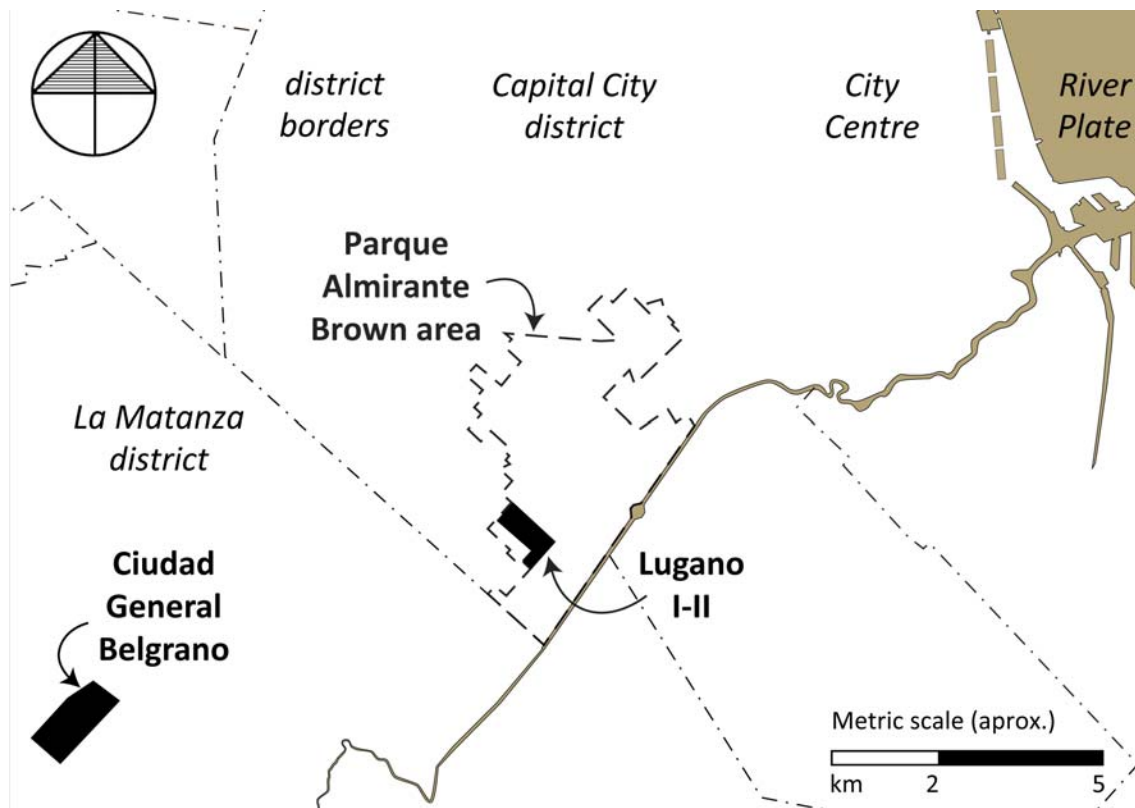 district
borders
Capital City
district
City
Centre
River
Plate
Parque
Almirante
Brown area
La Matanza
district
Ciudad
General
Belgrano
Lugano
I-II
Metric scale (aprox.)
km 2 5